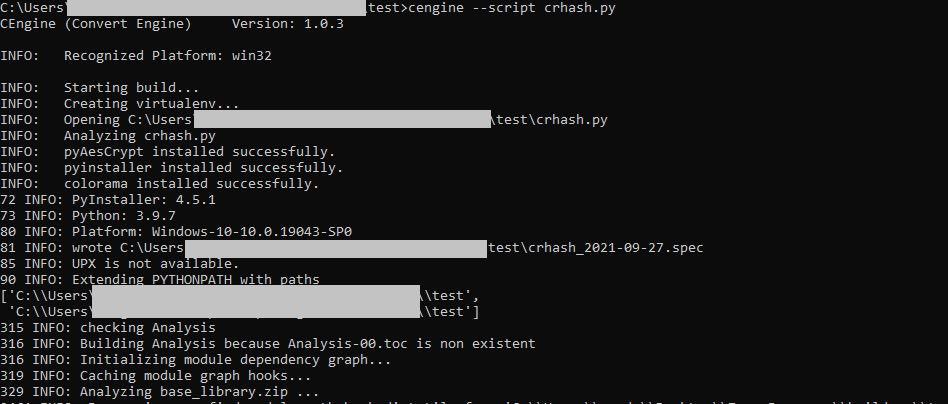 C:\Users\ \test>cengine --script crhash.py
CEngine (Convert Engine) Version: 1.0.3
INFO: Recognized Platform: win32
INFO: Starting build...
INFO: Creating virtualenv...
INFO: Opening C:\Users\ \test\crhash.py
INFO: Analyzing crhash.py
INFO: pyAesCrypt installed successfully.
INFO: pyinstaller installed successfully.
INFO: colorama installed successfully.
72 INFO: PyInstaller: 4.5.1
73 INFO: Python: 3.9.7
80 INFO: Platform: Windows-10-10.0.19043-SP0
81 INFO: wrote C:\Users test\crhash_2021-09-27.spec
85 INFO: UPX is not available.
90 INFO: Extending PYTHONPATH with paths
['C:\\Users\ \\test',
'C:\\Users\ \\test']
315 INFO: checking Analysis
316 INFO: Building Analysis because Analysis-00.toc is non existent
316 INFO: Initializing module dependency graph...
319 INFO: Caching module graph hooks...
329 INFO: Analyzing base_library.zip ...